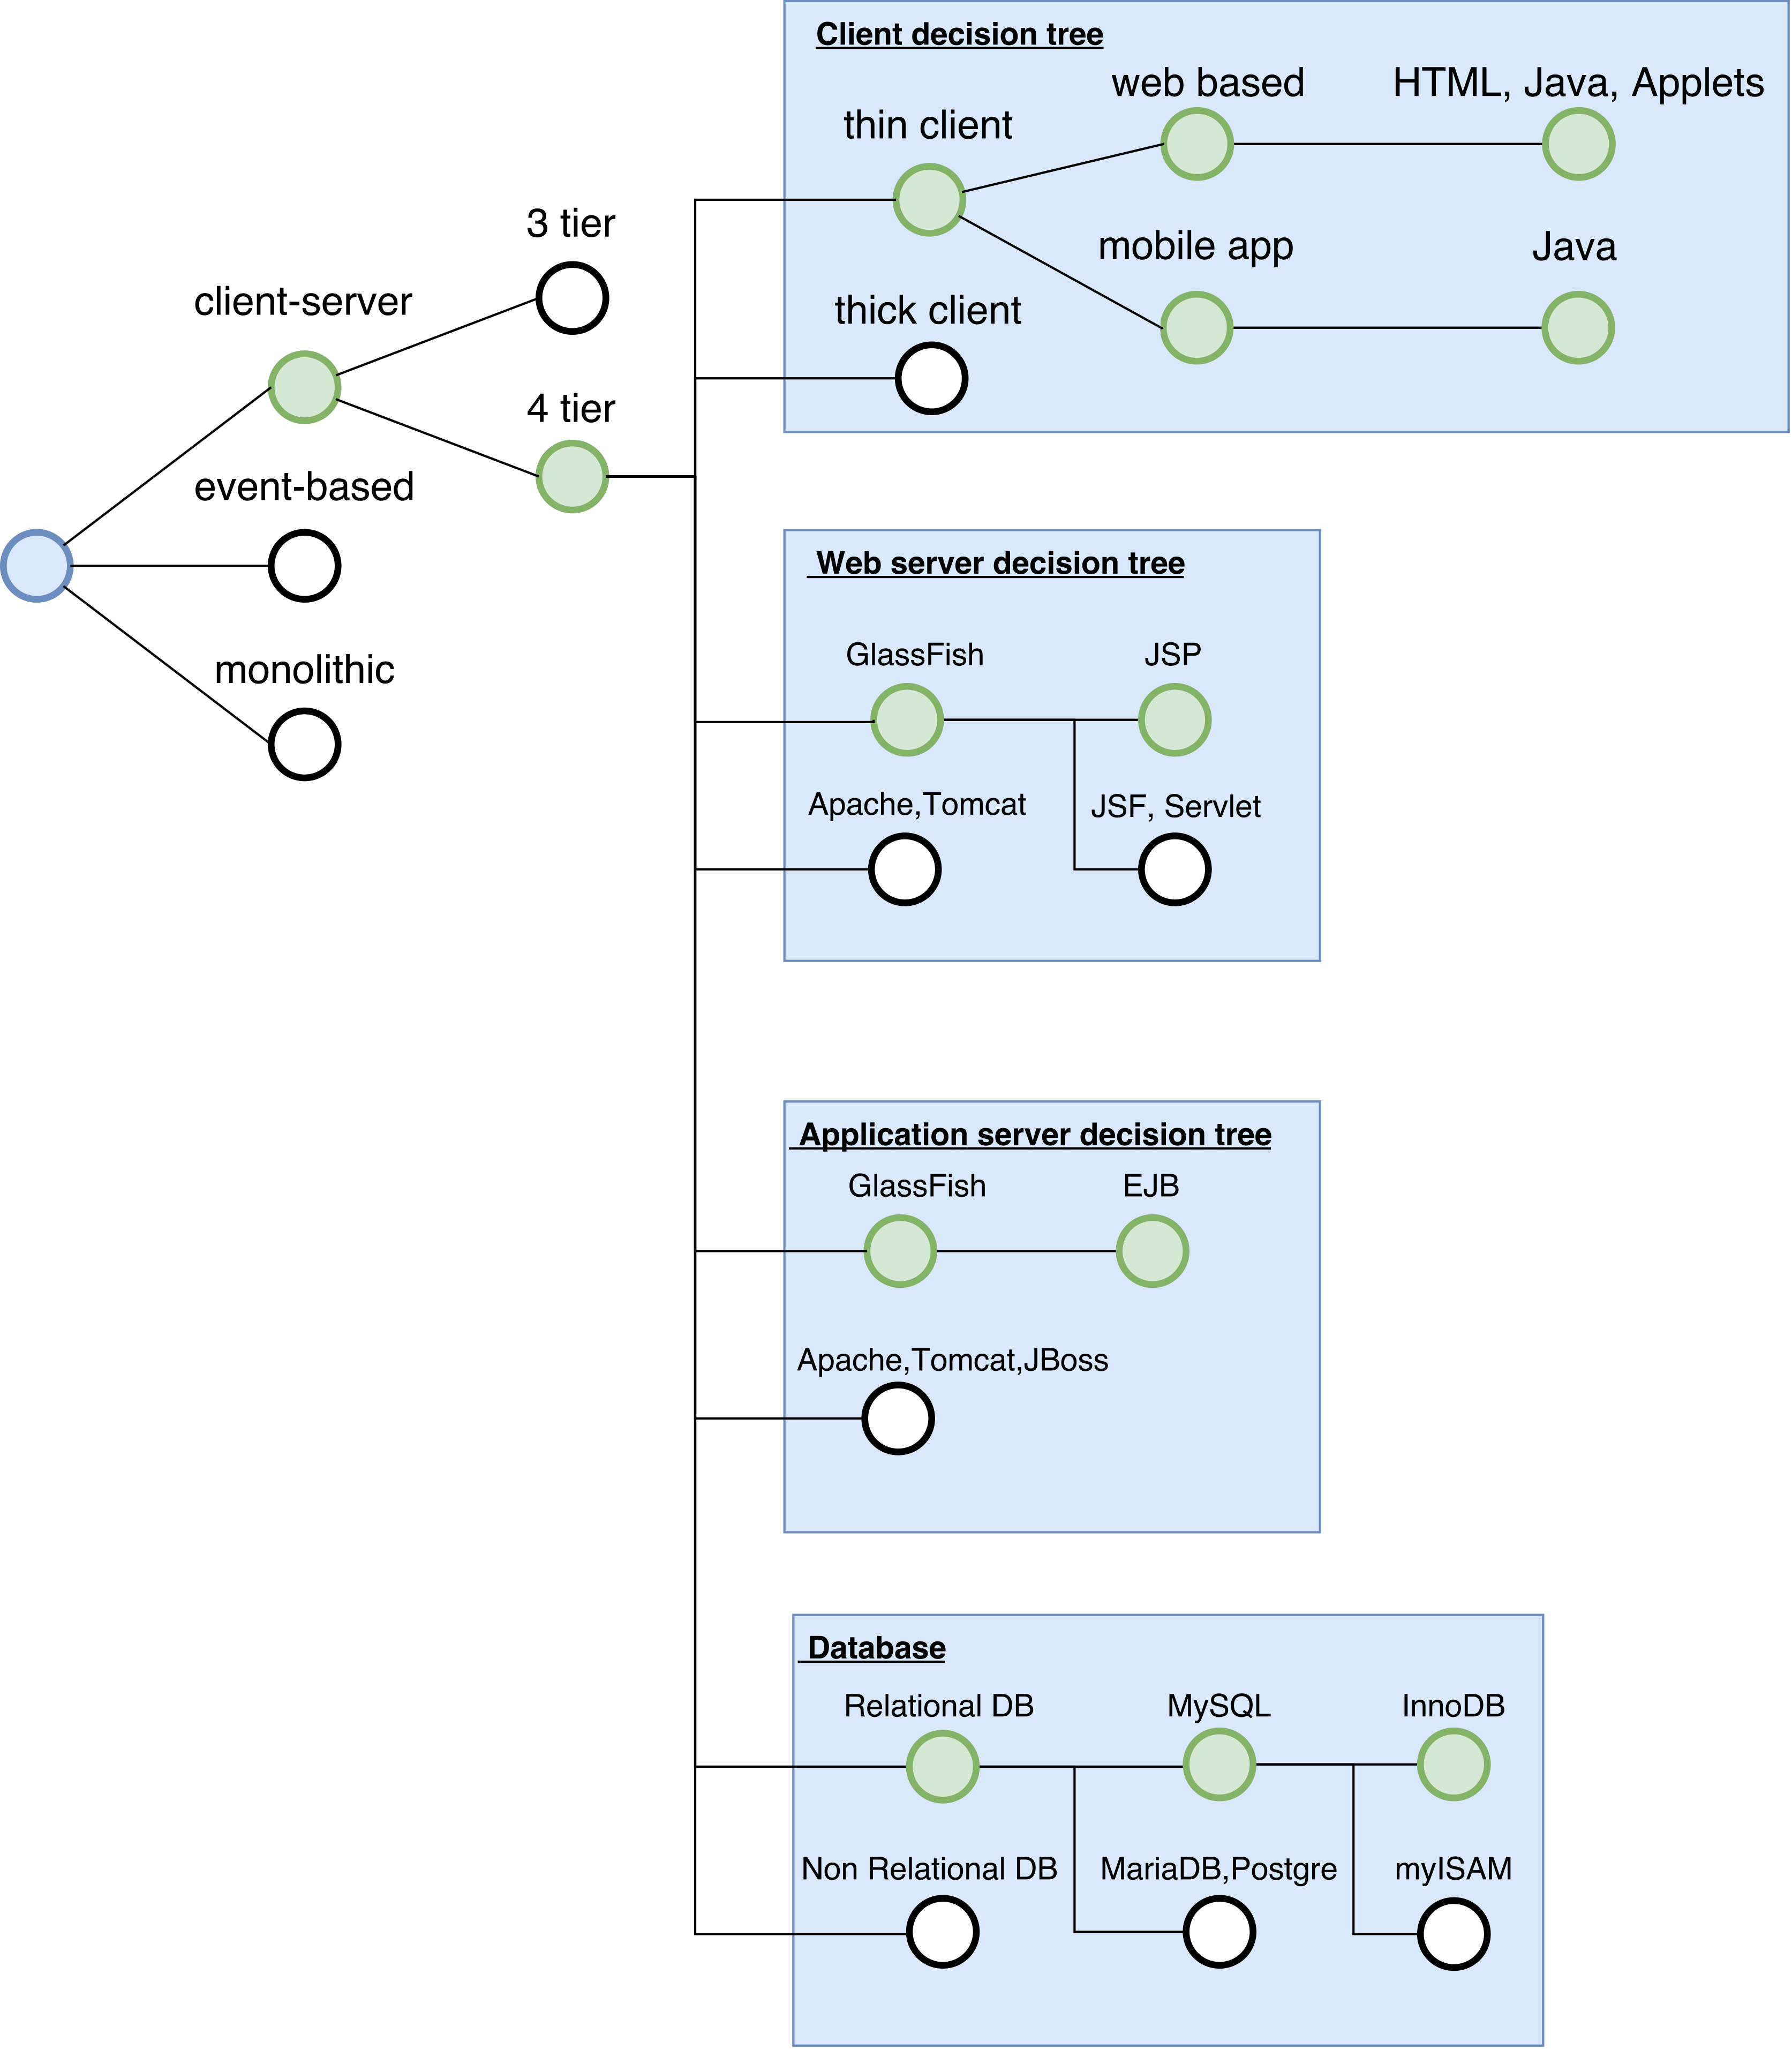 Client decision tree
web based
HTML, Java, Applets
thin client
3 tier
mobile app
Java
client-server
thick client
4 tier
event-based
Web server decision tree
GlassFish
JSP
monolithic
Apache,Tomcat
JSF, Servlet
Application server decision tree
GlassFish
EJB
Apache,Tomcat,JBoss
Database
Relational DB
MySQL
InnoDB
Non Relational DB
MariaDB,Postgre
myISAM